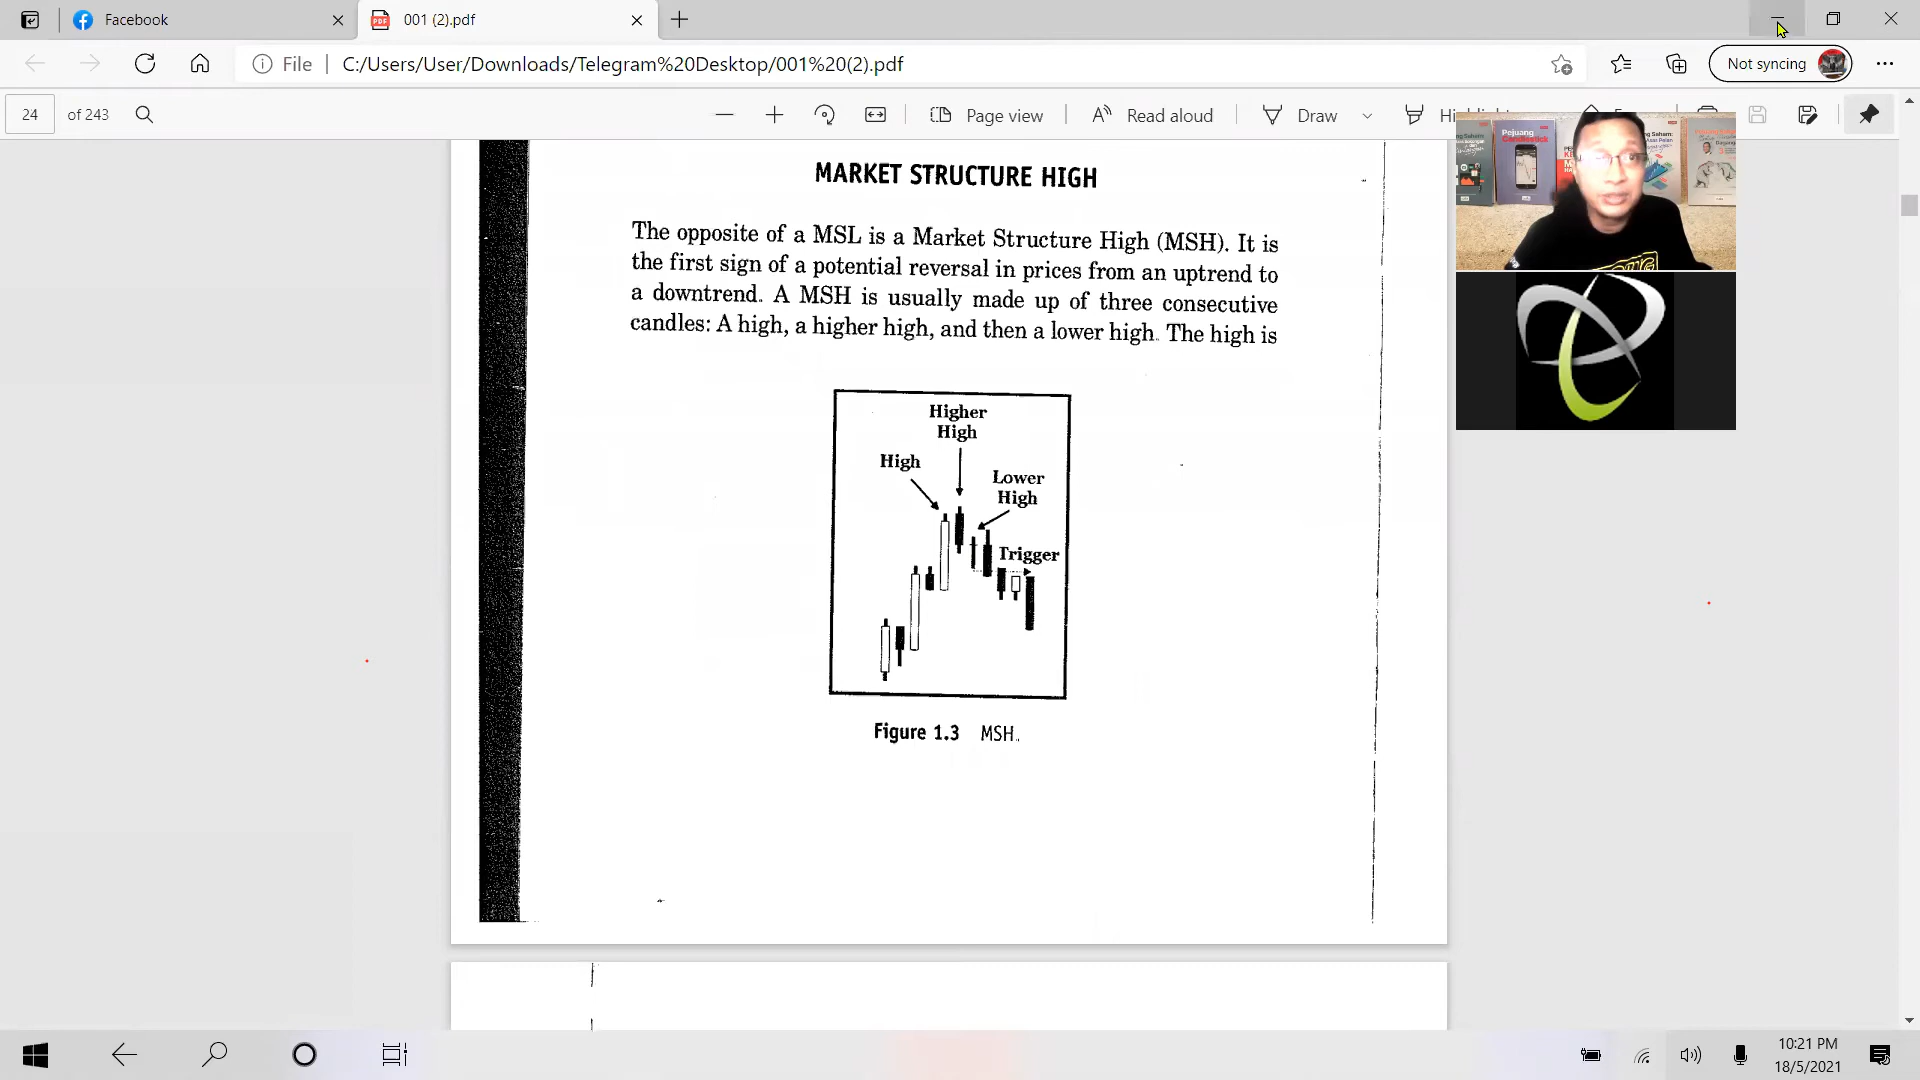 Facebook
001 (2).pdf
File
C:/Users/User/Downloads/Telegram%20Desktop/001%20(2).pdf
Not syncing
24 of 243
Page view
Read aloud
Draw
MARKET STRUCTURE HIGH
The opposite of a MSL is a Market Structure High (MSH). It is
the first sign of a potential reversal in prices from an uptrend to
a downtrend. A MSH is usually made up of three consecutive
candles: A high, a higher high, and then a lower high. The high is
Higher
High
High
Lower
High
Trigger
Figure 1.3 MSH.
Pejuang
Candlestick
10:21 PM
18/5/2021